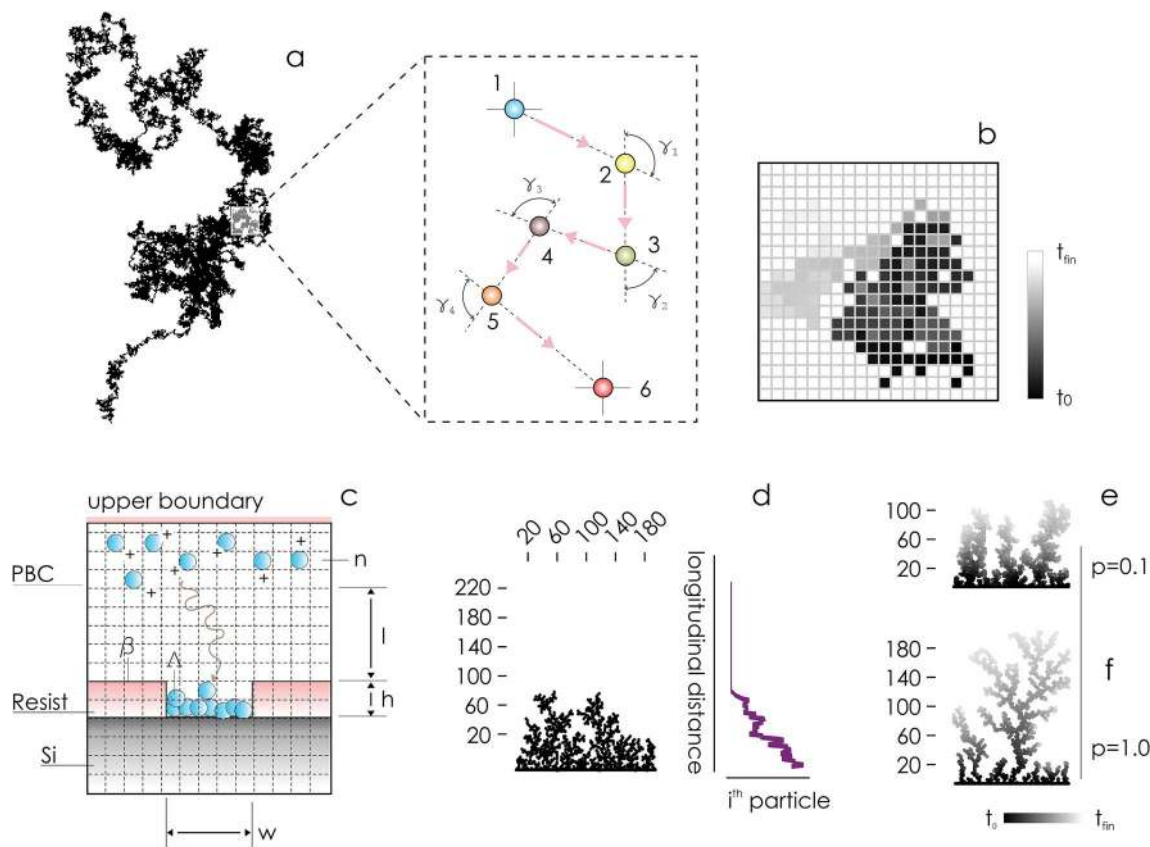 a
1
2
γ₁
γ₃
3
4
γ₂
5
γ₄
6
b
t_fin
t₀
c
upper boundary
n
PBC
l
β
Λ
Resist
h
Si
w
d
20 60 100 140 180
220
180
140
100
60
20
longitudinal distance
iᵗʰ particle
e
100
60
20
p=0.1
f
180
140
100
60
20
p=1.0
t₀ t_fin
+
+
+
+
+
+
+